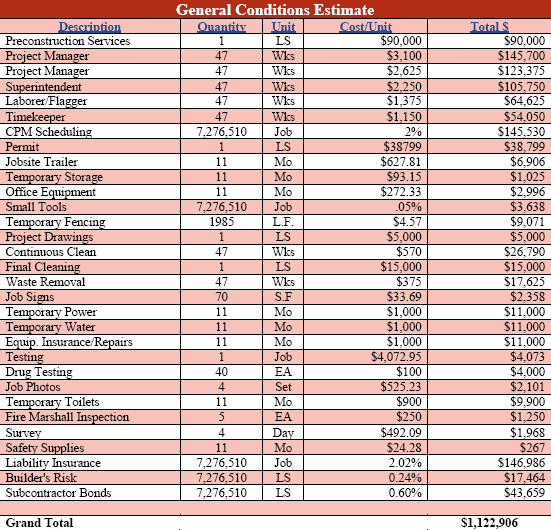 General Conditions Estimate
Description Quantity Unit Cost/Unit Total $
Preconstruction Services 1 LS $90,000 $90,000
Project Manager 47 Wks $3,100 $145,700
Project Manager 47 Wks $2,625 $123,375
Superintendent 47 Wks $2,250 $105,750
Laborer/Flagger 47 Wks $1,375 $64,625
Timekeeper 47 Wks $1,150 $54,050
CPM Scheduling 7,276,510 Job 2% $145,530
Permit 1 LS $38799 $38,799
Jobsite Trailer 11 Mo $627.81 $6,906
Temporary Storage 11 Mo $93.15 $1,025
Office Equipment 11 Mo $272.33 $2,996
Small Tools 7,276,510 Job .05% $3,638
Temporary Fencing 1985 L.F. $4.57 $9,071
Project Drawings 1 LS $5,000 $5,000
Continuous Clean 47 Wks $570 $26,790
Final Cleaning 1 LS $15,000 $15,000
Waste Removal 47 Wks $375 $17,625
Job Signs 70 S.F $33.69 $2,358
Temporary Power 11 Mo $1,000 $11,000
Temporary Water 11 Mo $1,000 $11,000
Equip. Insurance/Repairs 11 Mo $1,000 $11,000
Testing 1 Job $4,072.95 $4,073
Drug Testing 40 EA $100 $4,000
Job Photos 4 Set $525.23 $2,101
Temporary Toilets 11 Mo $900 $9,900
Fire Marshall Inspection 5 EA $250 $1,250
Survey 4 Day $492.09 $1,968
Safety Supplies 11 Mo $24.28 $267
Liability Insurance 7,276,510 Job 2.02% $146,986
Builder's Risk 7,276,510 LS 0.24% $17,464
Subcontractor Bonds 7,276,510 LS 0.60% $43,659
Grand Total $1,122,906